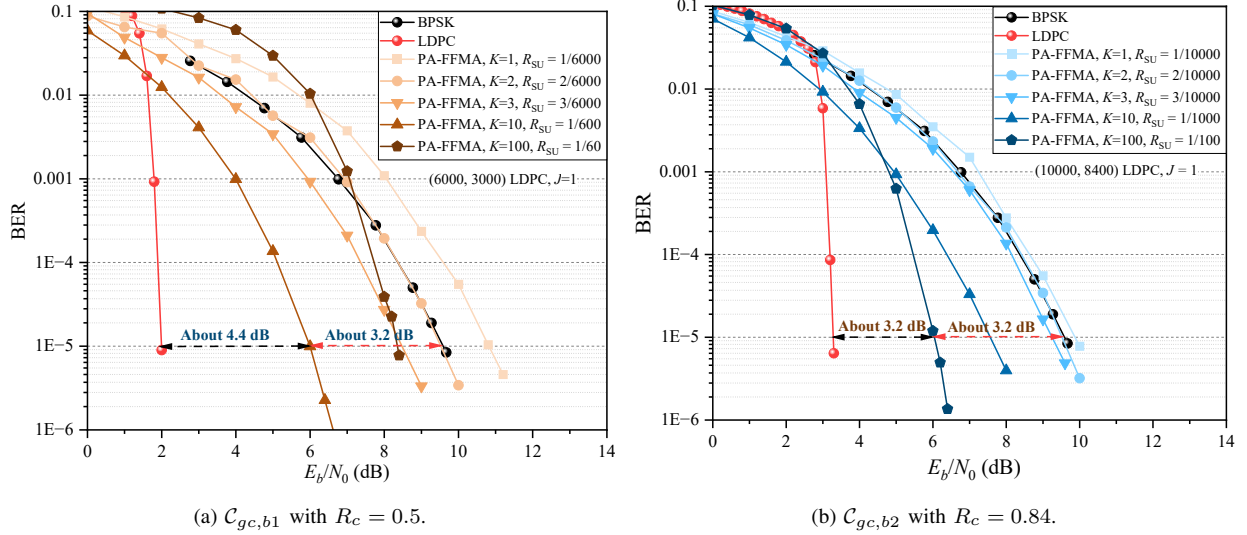 0.1
0.01
0.001
1E-4
1E-5
1E-6
BER
BPSK
LDPC
PA-FFMA, K=1, R_SU = 1/6000
PA-FFMA, K=2, R_SU = 2/6000
PA-FFMA, K=3, R_SU = 3/6000
PA-FFMA, K=10, R_SU = 1/600
PA-FFMA, K=100, R_SU = 1/60
(6000, 3000) LDPC, J=1
About 4.4 dB
About 3.2 dB
0 2 4 6 8 10 12 14
E_b/N_0 (dB)
(a) C_{gc,b1} with R_c = 0.5.
0.1
0.01
0.001
1E-4
1E-5
1E-6
BER
BPSK
LDPC
PA-FFMA, K=1, R_SU = 1/10000
PA-FFMA, K=2, R_SU = 2/10000
PA-FFMA, K=3, R_SU = 3/10000
PA-FFMA, K=10, R_SU = 1/1000
PA-FFMA, K=100, R_SU = 1/100
(10000, 8400) LDPC, J = 1
About 3.2 dB
About 3.2 dB
0 2 4 6 8 10 12 14
E_b/N_0 (dB)
(b) C_{gc,b2} with R_c = 0.84.